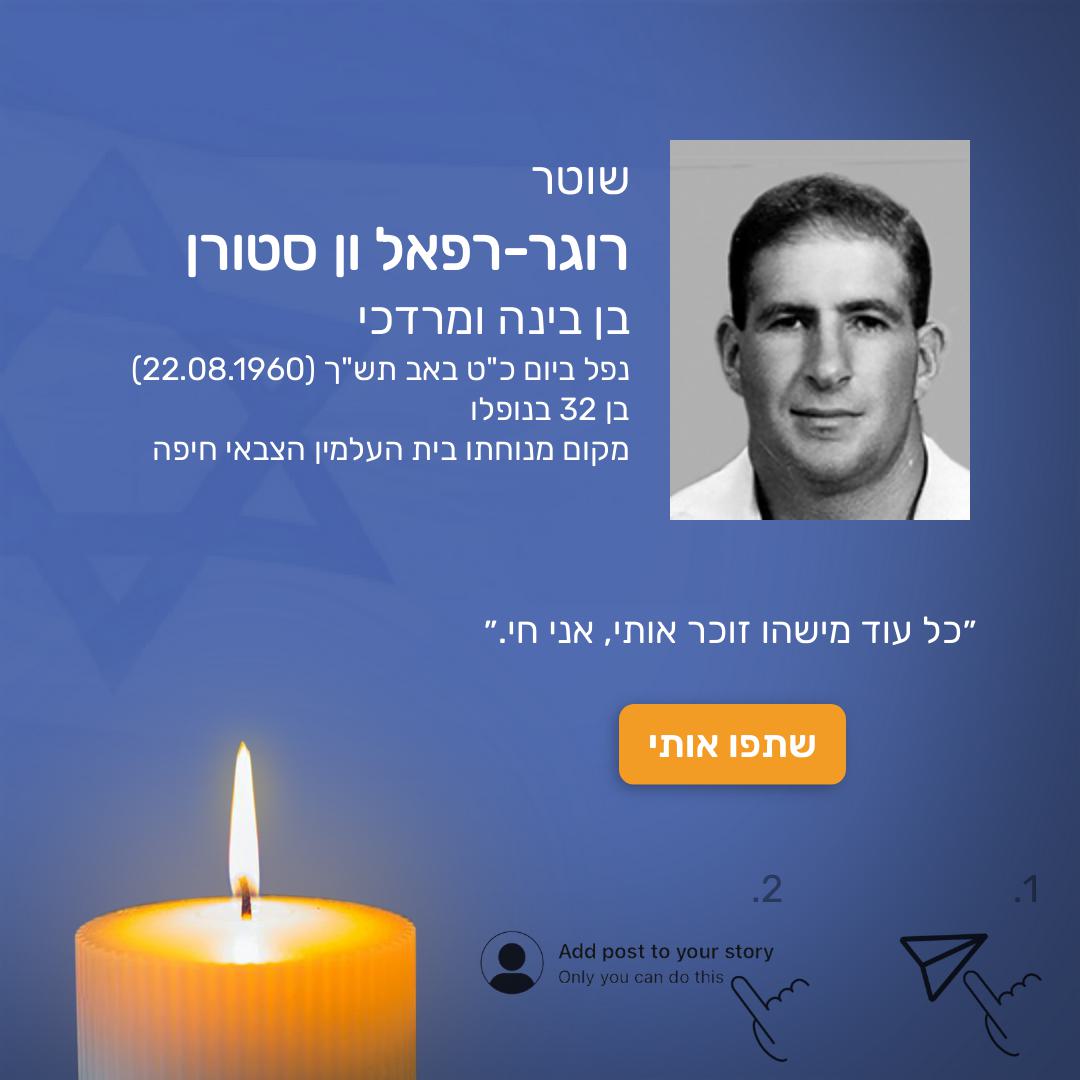 שוטר
רוגר-רפאל ון סטורן
בן בינה ומרדכי
נפל ביום כ"ט באב תש"ך (22.08.1960)
בן 32 בנופלו
מקום מנוחתו בית העלמין הצבאי חיפה
״כל עוד מישהו זוכר אותי, אני חי.״
שתפו אותי
.1
.2
Add post to your story
Only you can do this